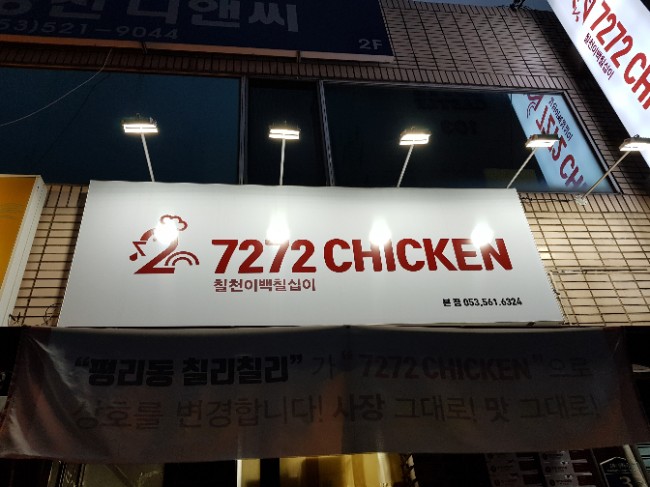 053)521-9044
2F
7272 CHI
7272 CHICKEN
칠천이백칠십이
본 점 053.561.6324
"평리동 칠리칠리" 가 "7272 CHICKEN" 으로
상호를 변경합니다! 사장 그대로! 맛 그대로!